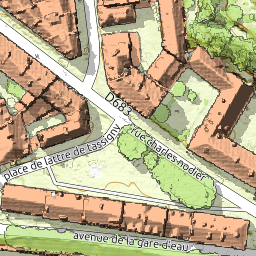 D683
rue charles nodier
place de lattre de tassigny
avenue de la gare d'eau